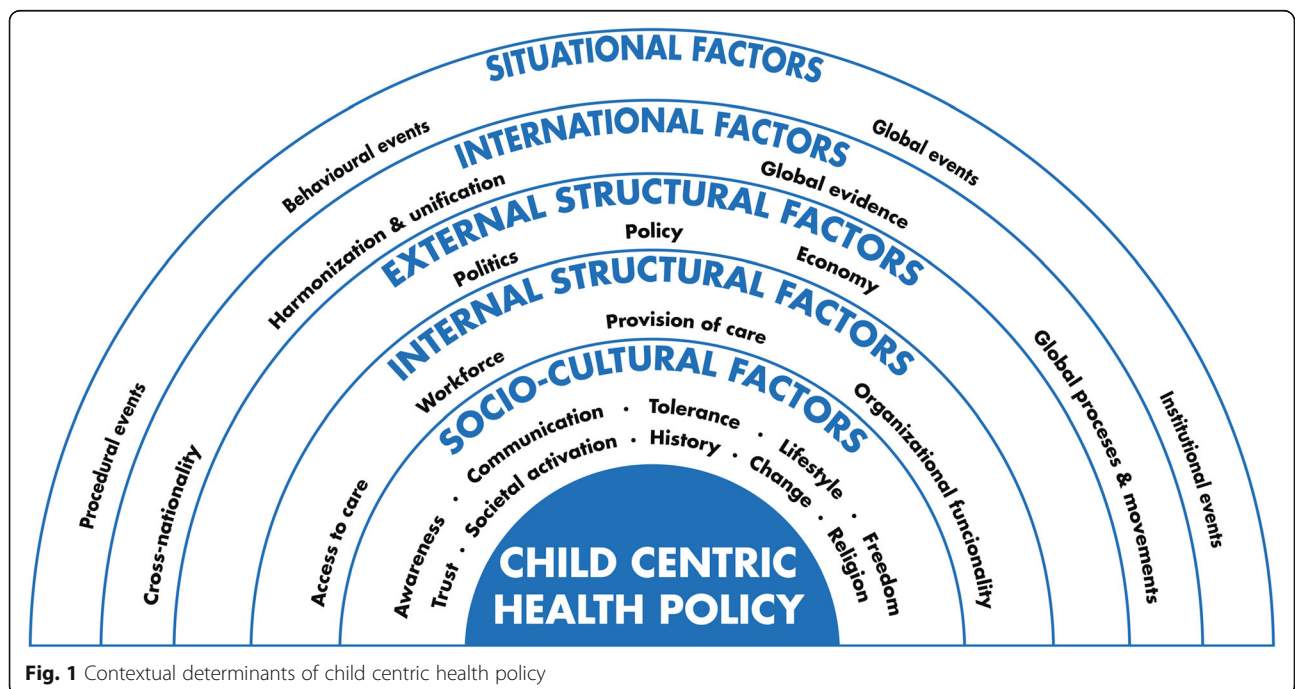 SITUATIONAL FACTORS
Procedural events
Behavioural events
Global events
Institutional events
INTERNATIONAL FACTORS
Cross-nationality
Harmonization & unification
Global evidence
Global proceses & movements
EXTERNAL STRUCTURAL FACTORS
Politics
Policy
Economy
INTERNAL STRUCTURAL FACTORS
Access to care
Workforce
Provision of care
Organizational funcionality
SOCIO-CULTURAL FACTORS
Awareness · Communication · Tolerance · Lifestyle · Freedom
Trust · Societal activation · History · Change · Religion
CHILD CENTRIC
HEALTH POLICY
Fig. 1 Contextual determinants of child centric health policy